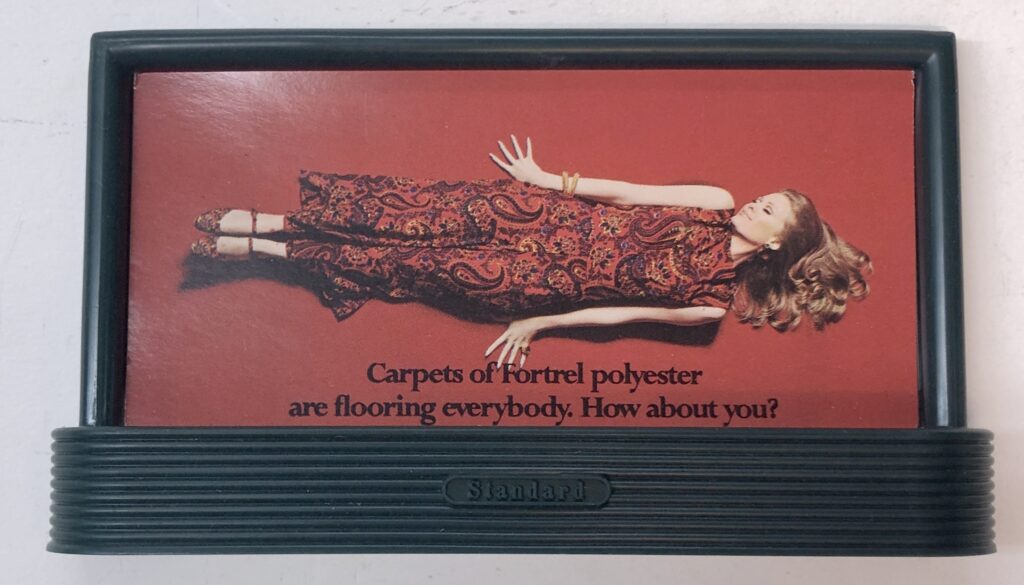 Carpets of Fortrel polyester
are flooring everybody. How about you?
Standard